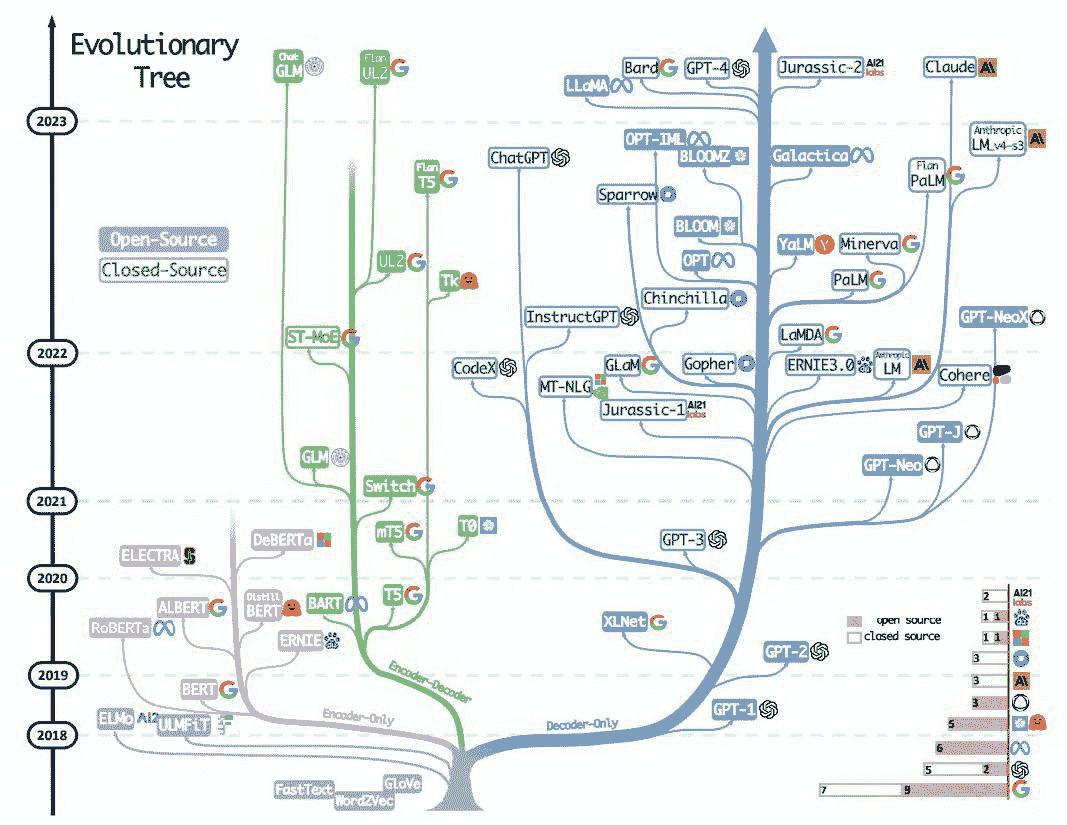 Evolutionary
Tree
2023
2022
2021
2020
2019
2018
Open-Source
Closed-Source
Chat
GLM
Flan
UL2
Flan
T5
UL2
Tk
ST-MoE
GLM
Switch
mT5
T0
DeBERTa
ELECTRA
ALBERT
Distill
BERT
BART
T5
RoBERTa
ERNIE
BERT
ELMo
AI2
ULMFiT
Encoder-Only
Encoder-Decoder
Decoder-Only
FastText
GloVe
Word2Vec
Bard
GPT-4
Jurassic-2
AI21
labs
Claude
LLaMA
Anthropic
LM_v4-s3
OPT-IML
BLOOMZ
Galactica
ChatGPT
Flan
PaLM
Sparrow
BLOOM
YaLM
Y
Minerva
OPT
PaLM
Chinchilla
InstructGPT
GPT-NeoX
LaMDA
CodeX
GLaM
Gopher
ERNIE3.0
Anthropic
LM
Cohere
MT-NLG
Jurassic-1
AI21
labs
GPT-J
GPT-Neo
GPT-3
XLNet
GPT-2
GPT-1
open source
closed source
2
AI21
labs
1 1
1 1
3
3
3
5
6
5 2
7 9